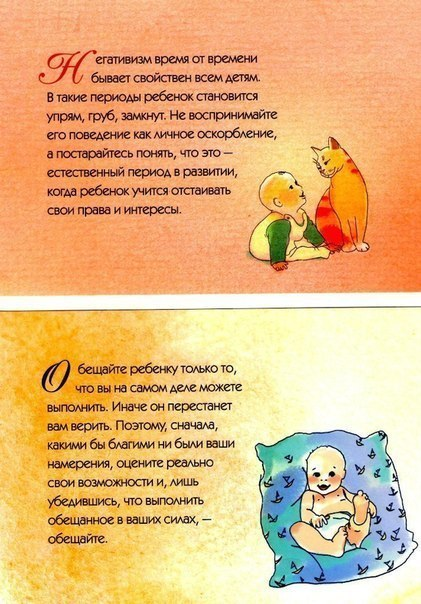 Негативизм время от времени
бывает свойствен всем детям.
В такие периоды ребенок становится
упрям, груб, замкнут. Не воспринимайте
его поведение как личное оскорбление,
а постарайтесь понять, что это —
естественный период в развитии,
когда ребенок учится отстаивать
свои права и интересы.
Обещайте ребенку только то,
что вы на самом деле можете
выполнить. Иначе он перестанет
вам верить. Поэтому, сначала,
какими бы благими ни были ваши
намерения, оцените реально
свои возможности и, лишь
убедившись, что выполнить
обещанное в ваших силах, —
обещайте.